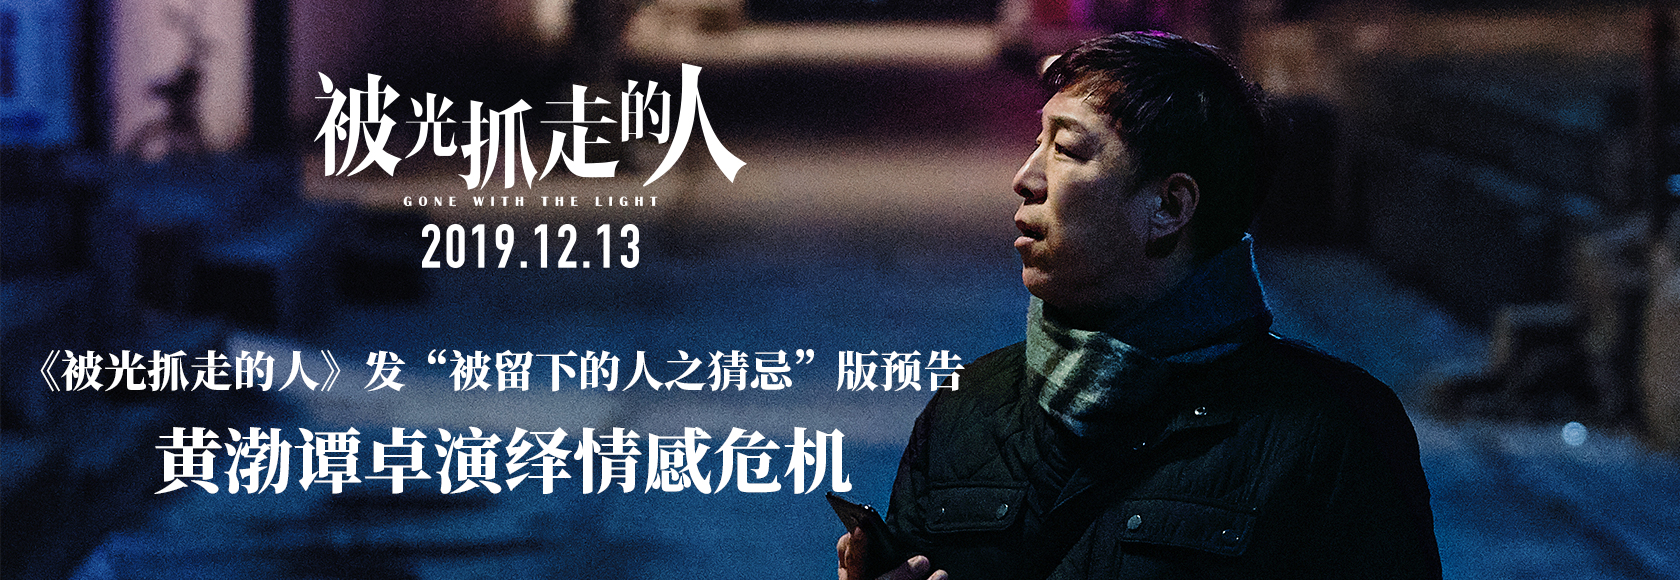 被光抓走的人
GONE WITH THE LIGHT
2019.12.13
《被光抓走的人》发“被留下的人之猜忌”版预告
黄渤谭卓演绎情感危机